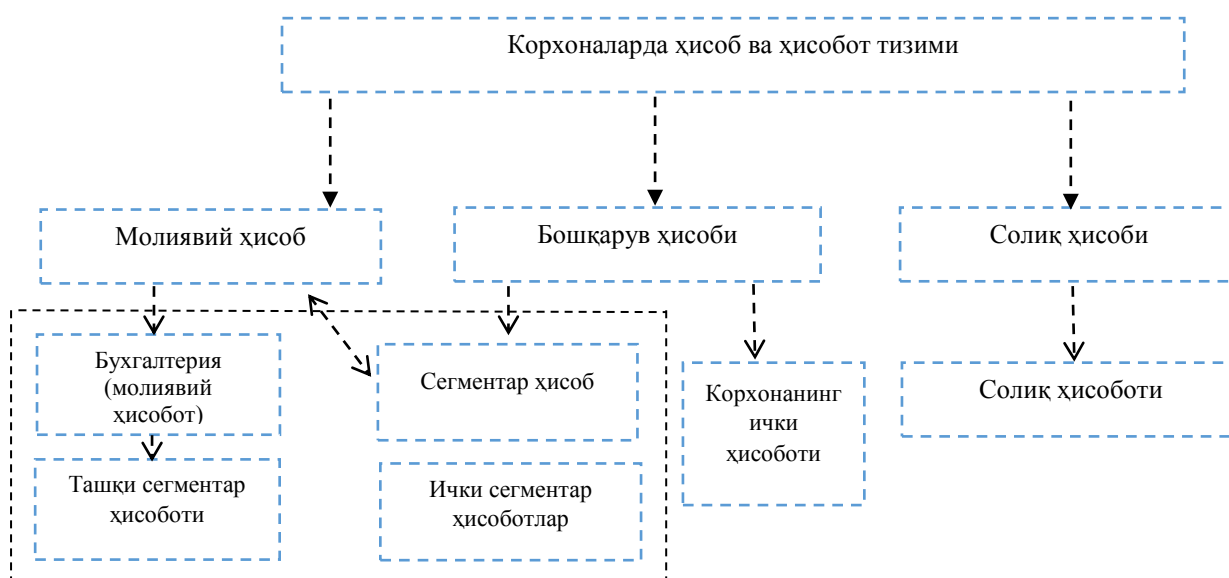 Корхоналарда ҳисоб ва ҳисобот тизими
Молиявий ҳисоб
Бошқарув ҳисоби
Солиқ ҳисоби
Бухгалтерия
(молиявий
ҳисобот)
Сегментар ҳисоб
Корхонанинг
ички
ҳисоботи
Солиқ ҳисоботи
Ташқи сегментар
ҳисоботи
Ички сегментар
ҳисоботлар